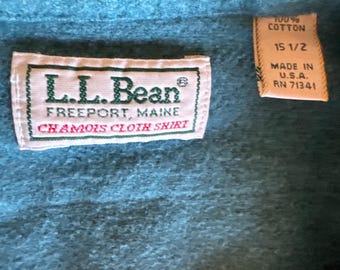 L.L.Bean®
FREEPORT, MAINE
CHAMOIS CLOTH SHIRT
100%
COTTON
15 1/2
MADE IN
U.S.A.
RN 71341